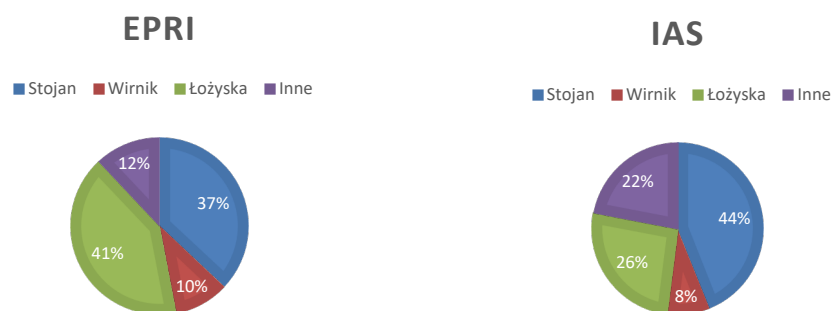 EPRI
Stojan Wirnik Łożyska Inne
12%
37%
41%
10%
IAS
Stojan Wirnik Łożyska Inne
22%
44%
26%
8%